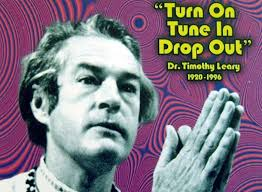 “Turn On
Tune In
Drop Out”
Dr. Timothy Leary
1920-1996